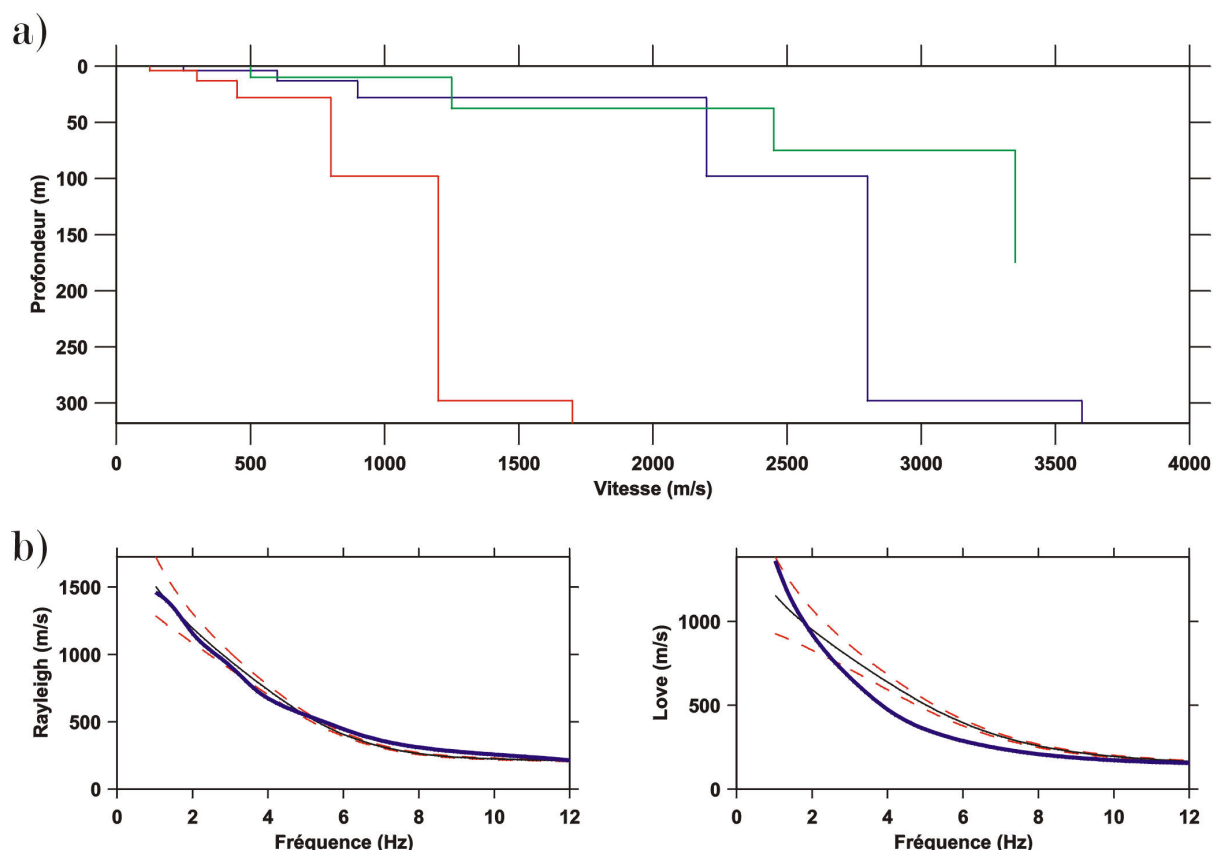 a)
0
50
100
150
200
250
300
Profondeur (m)
0 500 1000 1500 2000 2500 3000 3500 4000
Vitesse (m/s)
b)
1500
1000
500
0
Rayleigh (m/s)
0 2 4 6 8 10 12
Fréquence (Hz)
1000
500
0
Love (m/s)
0 2 4 6 8 10 12
Fréquence (Hz)